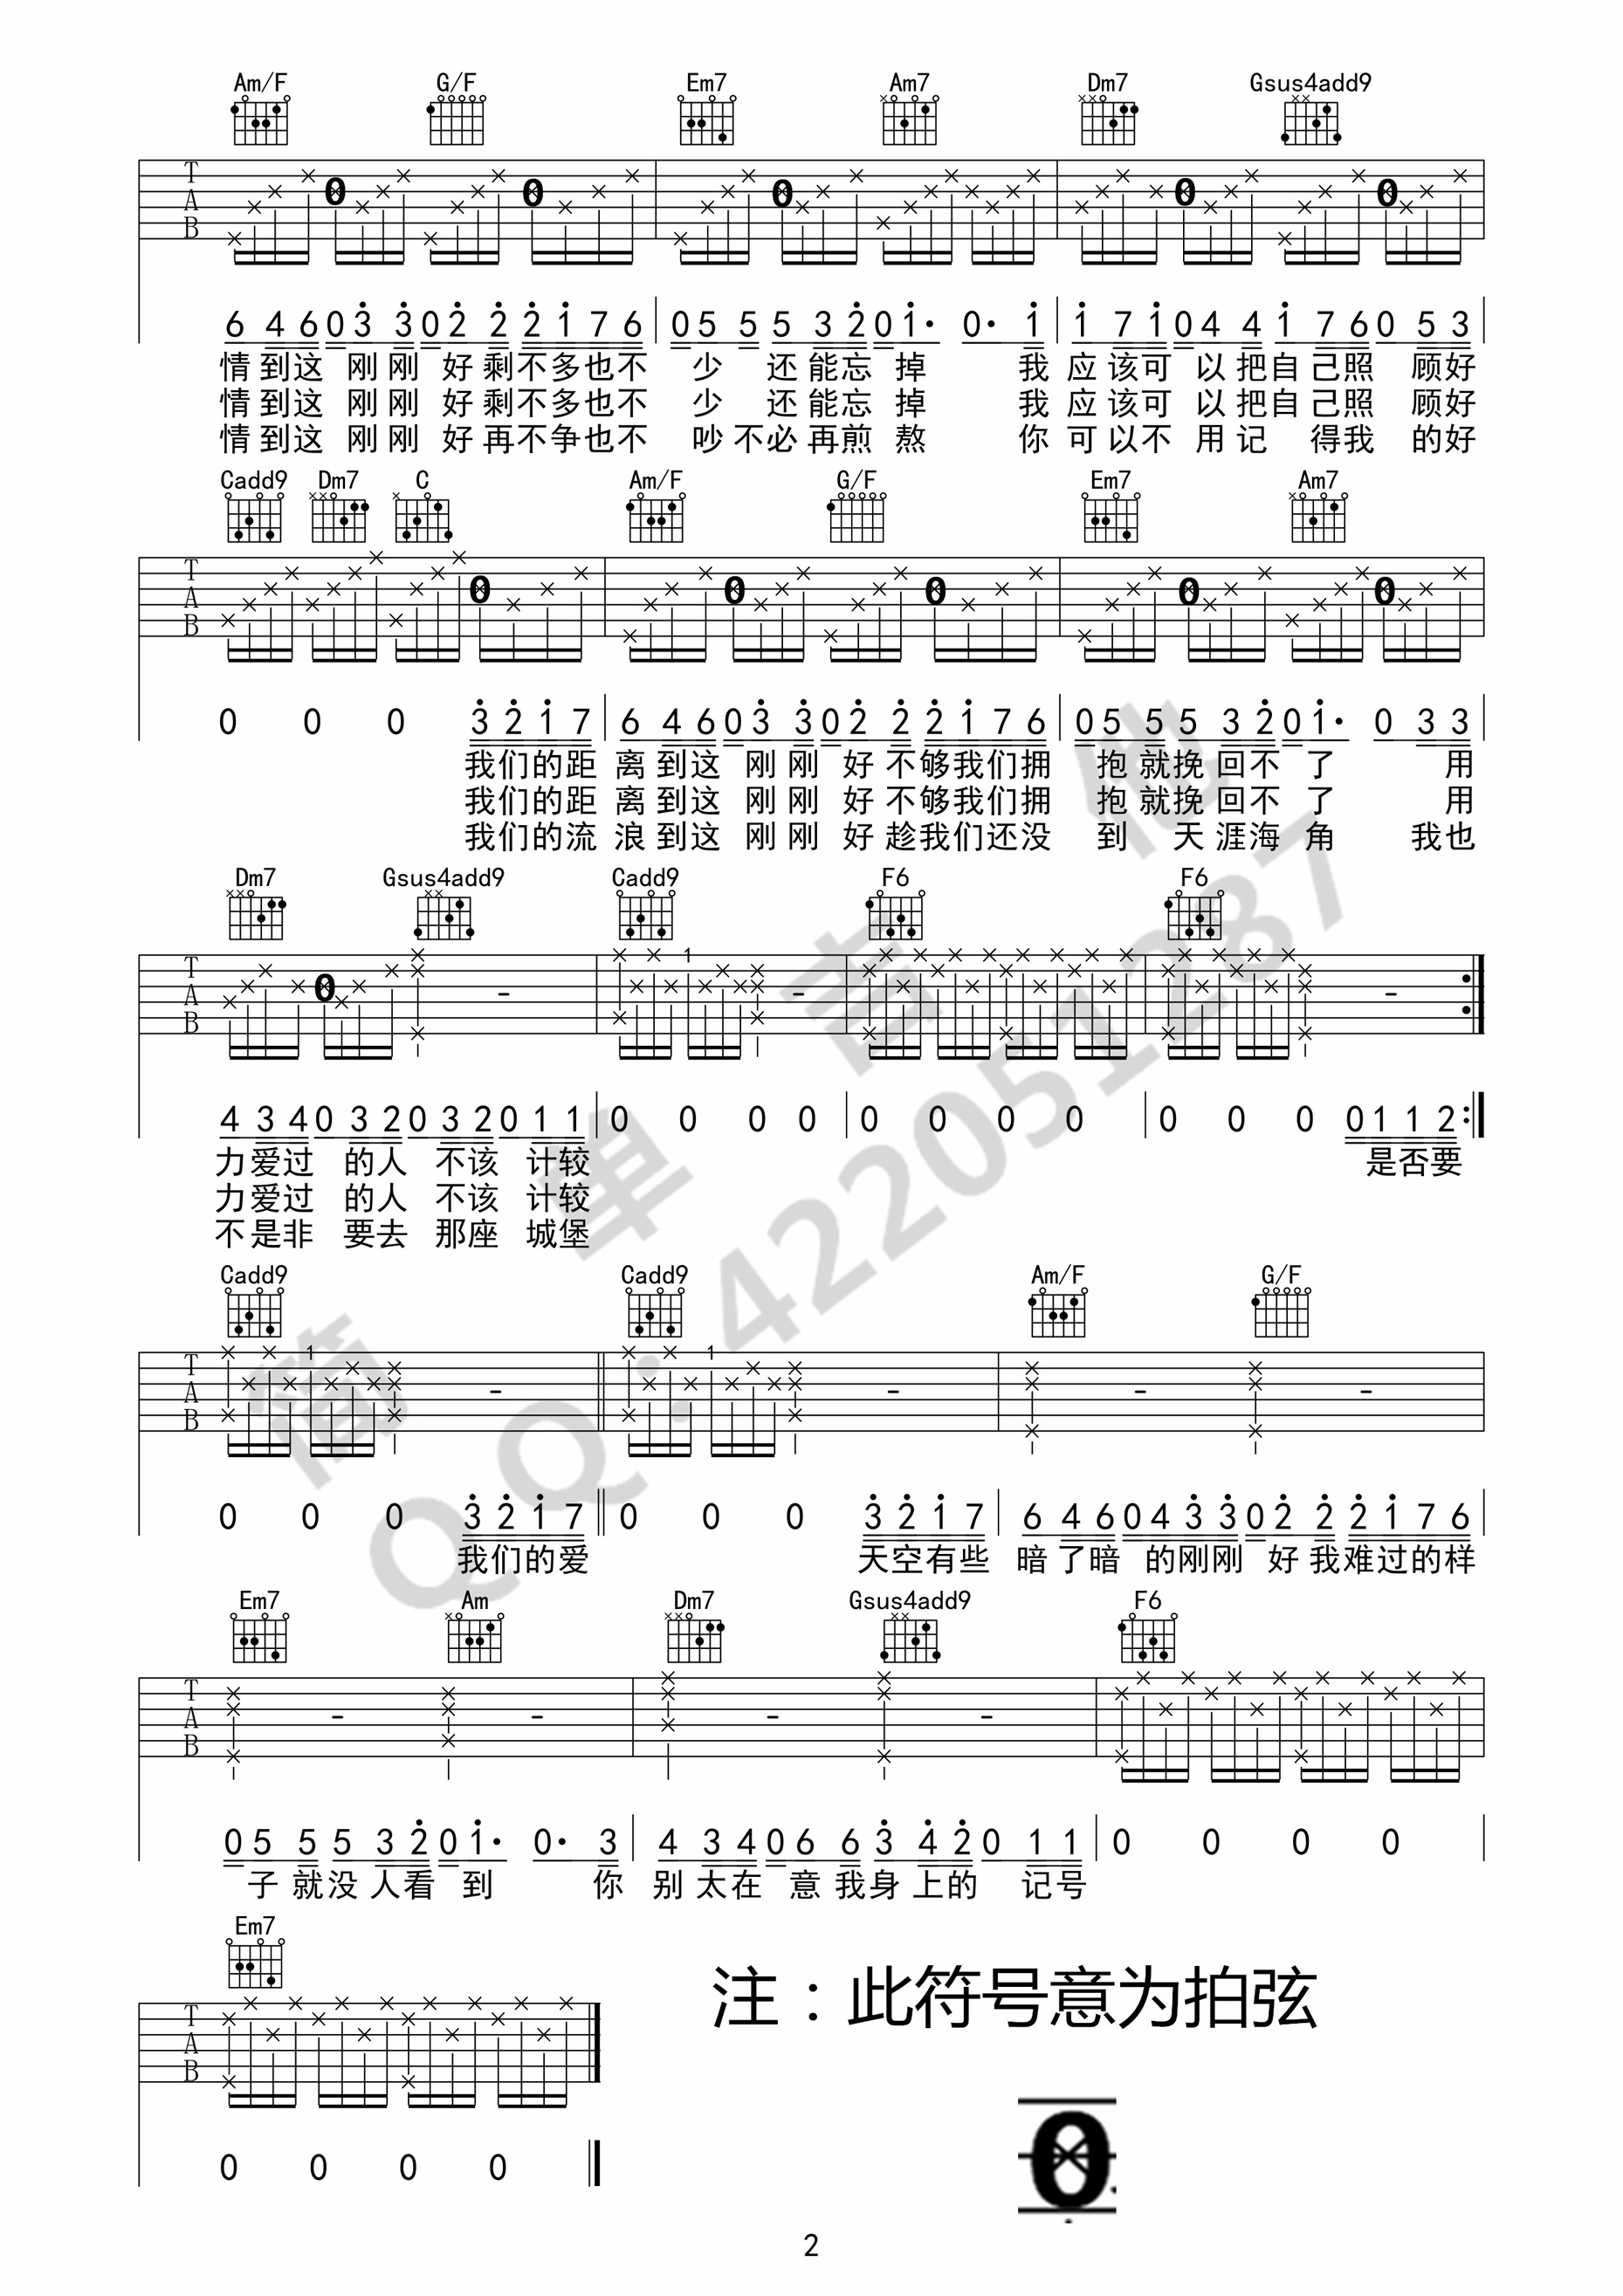 Am/F G/F Em7 Am7 Dm7 Gsus4add9
T A B
6 4 6 0 3 3 0 2 2 2 1 7 6 | 0 5 5 5 3 2 0 1· 0· 1 | 1 7 1 0 4 4 1 7 6 0 5 3
情到这 刚刚 好剩不多也不 少 还能忘掉 我 应该可 以把自己照 顾好
情到这 刚刚 好剩不多也不 少 还能忘掉 我 应该可 以把自己照 顾好
情到这 刚刚 好再不争也不 吵不必再煎熬 你 可以不 用记 得我 的好
Cadd9 Dm7 C Am/F G/F Em7 Am7
T A B
0 0 0 3 2 1 7 | 6 4 6 0 3 3 0 2 2 2 1 7 6 | 0 5 5 5 3 2 0 1· 0 3 3
我们的距 离到这 刚刚 好不够我们拥 抱就挽回不了 用
我们的距 离到这 刚刚 好不够我们拥 抱就挽回不了 用
我们的流 浪到这 刚刚 好趁我们还没 到 天涯海角 我也
Dm7 Gsus4add9 Cadd9 F6 F6
T A B
1
4 3 4 0 3 2 0 3 2 0 1 1 | 0 0 0 0 | 0 0 0 0 | 0 0 0 0 1 1 2
力爱过 的人 不该 计较 是否要
力爱过 的人 不该 计较
不是非 要去 那座 城堡
Cadd9 Cadd9 Am/F G/F
T A B
1 1
0 0 0 3 2 1 7 || 0 0 0 3 2 1 7 | 6 4 6 0 4 3 3 0 2 2 2 1 7 6
我们的爱 天空有些 暗了暗 的刚刚 好我难过的样
Em7 Am Dm7 Gsus4add9 F6
T A B
0 5 5 5 3 2 0 1· 0· 3 | 4 3 4 0 6 6 3 4 2 0 1 1 | 0 0 0 0
子就没人看到 你 别太在 意我身上的 记号
Em7
T A B
0 0 0 0
注：此符号意为拍弦
0
2
简单吉他
QQ:422051287